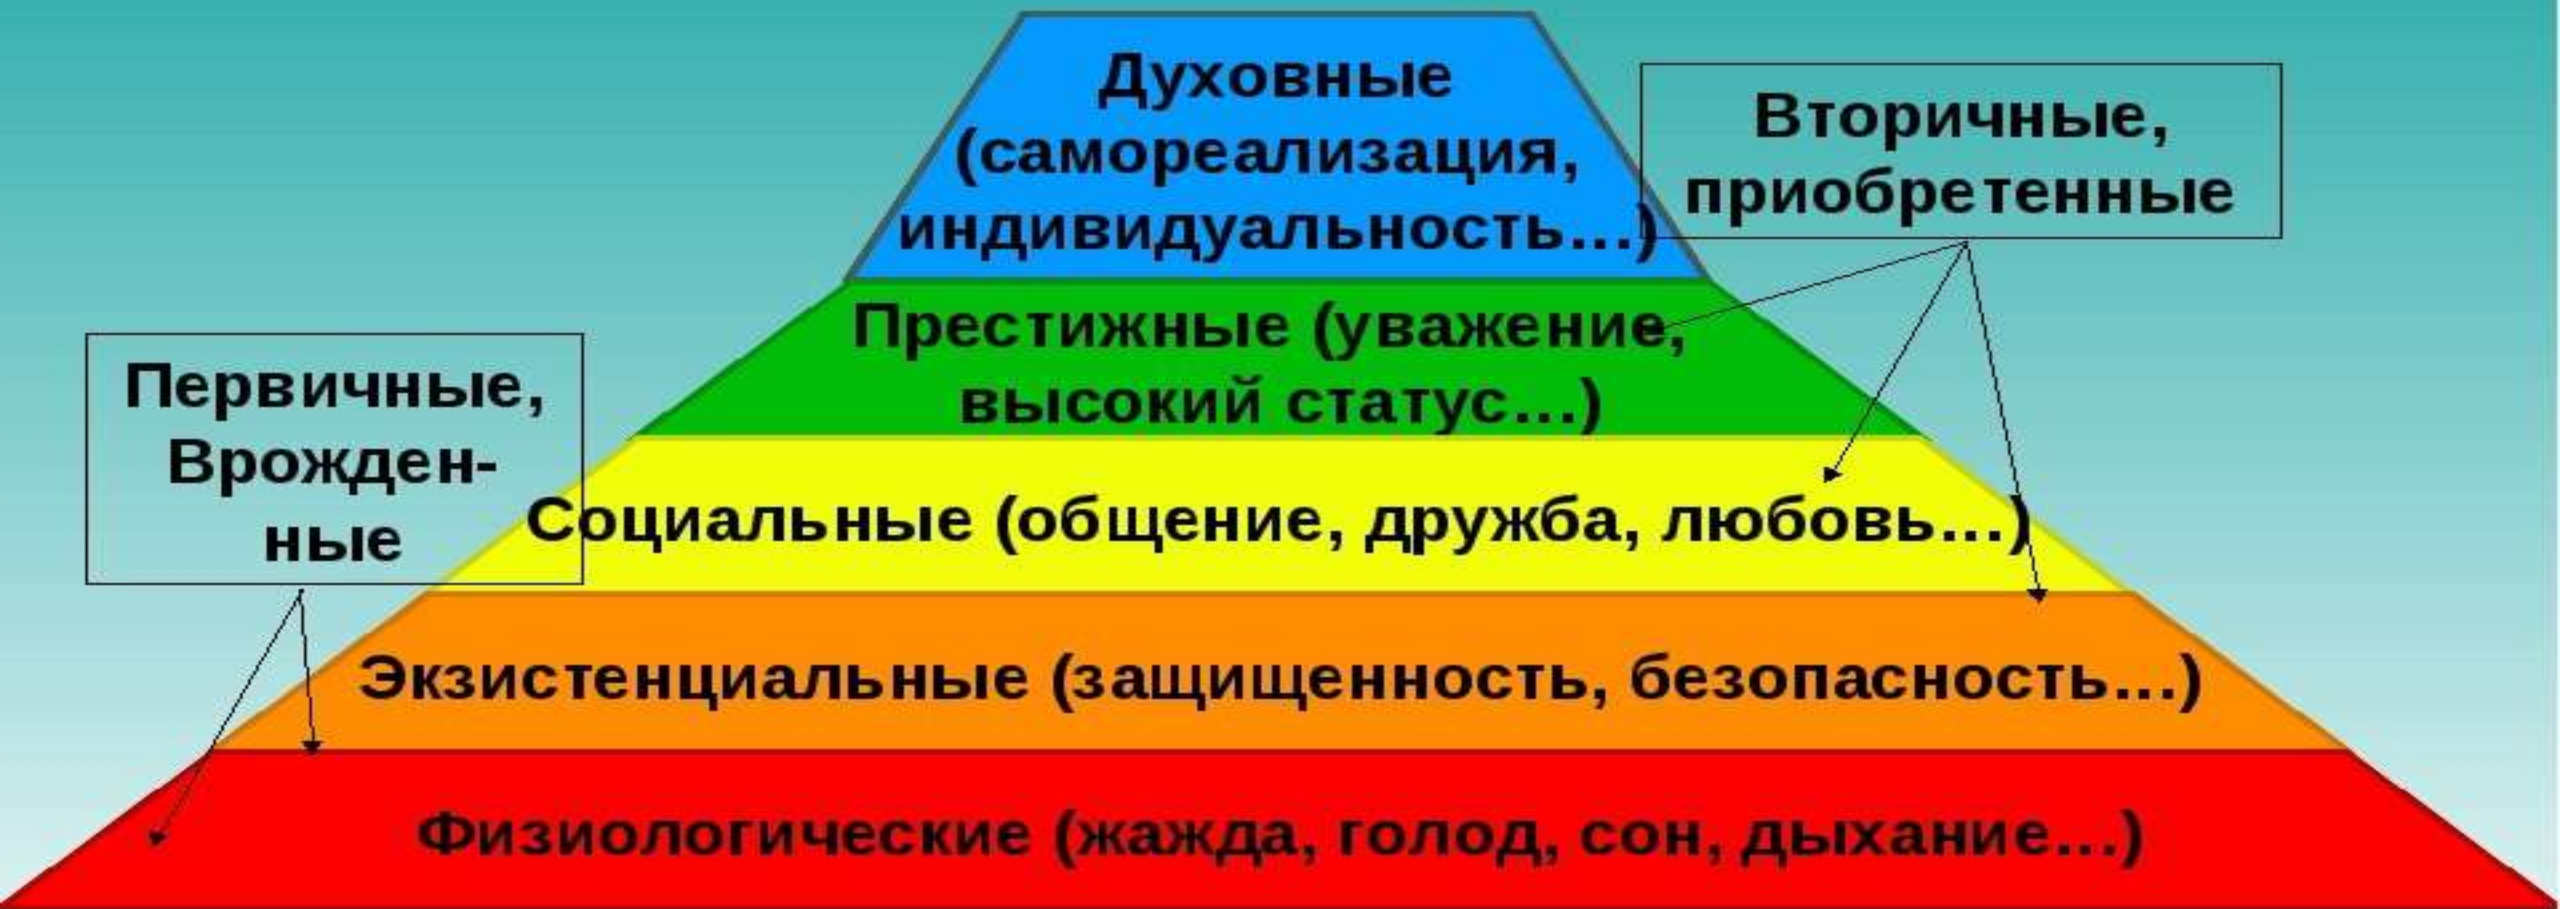 Духовные
(самореализация,
индивидуальность...)
Вторичные,
приобретенные
Престижные (уважение,
высокий статус...)
Первичные,
Врожден-
ные
Социальные (общение, дружба, любовь...)
Экзистенциальные (защищенность, безопасность...)
Физиологические (жажда, голод, сон, дыхание...)